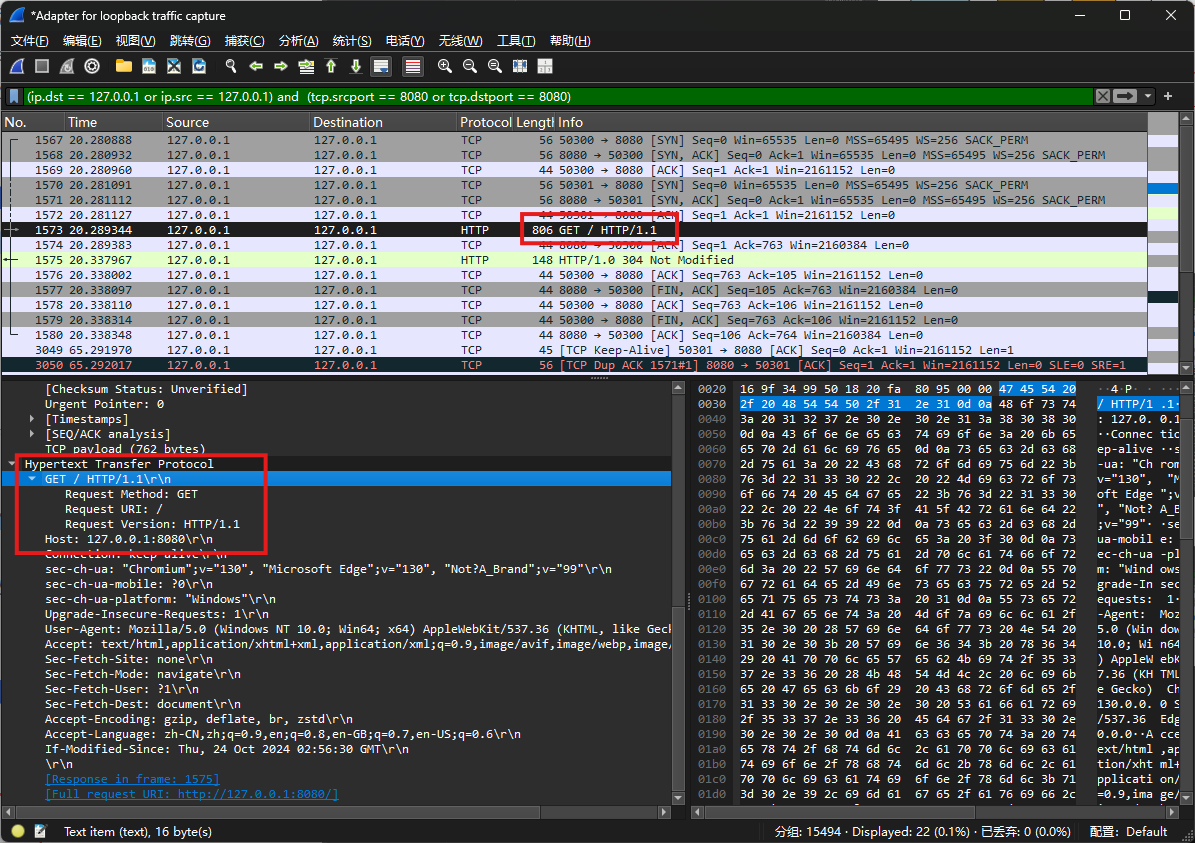 *Adapter for loopback traffic capture
文件(F) 编辑(E) 视图(V) 跳转(G) 捕获(C) 分析(A) 统计(S) 电话(Y) 无线(W) 工具(T) 帮助(H)
(ip.dst == 127.0.0.1 or ip.src == 127.0.0.1) and (tcp.srcport == 8080 or tcp.dstport == 8080)
No. Time Source Destination Protocol Length Info
1567 20.280888 127.0.0.1 127.0.0.1 TCP 56 50300 → 8080 [SYN] Seq=0 Win=65535 Len=0 MSS=65495 WS=256 SACK_PERM
1568 20.280932 127.0.0.1 127.0.0.1 TCP 56 8080 → 50300 [SYN, ACK] Seq=0 Ack=1 Win=65535 Len=0 MSS=65495 WS=256 SACK_PERM
1569 20.280960 127.0.0.1 127.0.0.1 TCP 44 50300 → 8080 [ACK] Seq=1 Ack=1 Win=2161152 Len=0
1570 20.281091 127.0.0.1 127.0.0.1 TCP 56 50301 → 8080 [SYN] Seq=0 Win=65535 Len=0 MSS=65495 WS=256 SACK_PERM
1571 20.281112 127.0.0.1 127.0.0.1 TCP 56 8080 → 50301 [SYN, ACK] Seq=0 Ack=1 Win=65535 Len=0 MSS=65495 WS=256 SACK_PERM
1572 20.281127 127.0.0.1 127.0.0.1 TCP 44 50301 → 8080 [ACK] Seq=1 Ack=1 Win=2161152 Len=0
1573 20.289344 127.0.0.1 127.0.0.1 HTTP 806 GET / HTTP/1.1
1574 20.289383 127.0.0.1 127.0.0.1 TCP 44 8080 → 50300 [ACK] Seq=1 Ack=763 Win=2160384 Len=0
1575 20.337967 127.0.0.1 127.0.0.1 HTTP 148 HTTP/1.0 304 Not Modified
1576 20.338002 127.0.0.1 127.0.0.1 TCP 44 50300 → 8080 [ACK] Seq=763 Ack=105 Win=2161152 Len=0
1577 20.338097 127.0.0.1 127.0.0.1 TCP 44 8080 → 50300 [FIN, ACK] Seq=105 Ack=763 Win=2160384 Len=0
1578 20.338110 127.0.0.1 127.0.0.1 TCP 44 50300 → 8080 [ACK] Seq=763 Ack=106 Win=2161152 Len=0
1579 20.338314 127.0.0.1 127.0.0.1 TCP 44 50300 → 8080 [FIN, ACK] Seq=763 Ack=106 Win=2161152 Len=0
1580 20.338348 127.0.0.1 127.0.0.1 TCP 44 8080 → 50300 [ACK] Seq=106 Ack=764 Win=2160384 Len=0
3049 65.291970 127.0.0.1 127.0.0.1 TCP 45 [TCP Keep-Alive] 50301 → 8080 [ACK] Seq=0 Ack=1 Win=2161152 Len=1
3050 65.292017 127.0.0.1 127.0.0.1 TCP 56 [TCP Dup ACK 1571#1] 8080 → 50301 [ACK] Seq=1 Ack=1 Win=2161152 Len=0 SLE=0 SRE=1
[Checksum Status: Unverified]
Urgent Pointer: 0
[Timestamps]
[SEQ/ACK analysis]
TCP payload (762 bytes)
Hypertext Transfer Protocol
GET / HTTP/1.1\r\n
Request Method: GET
Request URI: /
Request Version: HTTP/1.1
Host: 127.0.0.1:8080\r\n
Connection: keep-alive\r\n
sec-ch-ua: "Chromium";v="130", "Microsoft Edge";v="130", "Not?A_Brand";v="99"\r\n
sec-ch-ua-mobile: ?0\r\n
sec-ch-ua-platform: "Windows"\r\n
Upgrade-Insecure-Requests: 1\r\n
User-Agent: Mozilla/5.0 (Windows NT 10.0; Win64; x64) AppleWebKit/537.36 (KHTML, like Geck
Accept: text/html,application/xhtml+xml,application/xml;q=0.9,image/avif,image/webp,image/
Sec-Fetch-Site: none\r\n
Sec-Fetch-Mode: navigate\r\n
Sec-Fetch-User: ?1\r\n
Sec-Fetch-Dest: document\r\n
Accept-Encoding: gzip, deflate, br, zstd\r\n
Accept-Language: zh-CN,zh;q=0.9,en;q=0.8,en-GB;q=0.7,en-US;q=0.6\r\n
If-Modified-Since: Thu, 24 Oct 2024 02:56:30 GMT\r\n
\r\n
[Response in frame: 1575]
[Full request URI: http://127.0.0.1:8080/]
0020 16 9f 34 99 50 18 20 fa 80 95 00 00 47 45 54 20 ··4·P· ·
0030 2f 20 48 54 54 50 2f 31 2e 31 0d 0a 48 6f 73 74 / HTTP/1 .1·
0040 3a 20 31 32 37 2e 30 2e 30 2e 31 3a 38 30 38 30 : 127.0. 0.1
0050 0d 0a 43 6f 6e 6e 65 63 74 69 6f 6e 3a 20 6b 65 ··Connec tio
0060 65 70 2d 61 6c 69 76 65 0d 0a 73 65 63 2d 63 68 ep-alive ··s
0070 2d 75 61 3a 20 22 43 68 72 6f 6d 69 75 6d 22 3b -ua: "Ch rom
0080 76 3d 22 31 33 30 22 2c 20 22 4d 69 63 72 6f 73 v="130", "M
0090 6f 66 74 20 45 64 67 65 22 3b 76 3d 22 31 33 30 oft Edge ";v
00a0 22 2c 20 22 4e 6f 74 3f 41 5f 42 72 61 6e 64 22 ", "Not? A_B
00b0 3b 76 3d 22 39 39 22 0d 0a 73 65 63 2d 63 68 2d ;v="99"· ·se
00c0 75 61 2d 6d 6f 62 69 6c 65 3a 20 3f 30 0d 0a 73 ua-mobil e:
00d0 65 63 2d 63 68 2d 75 61 2d 70 6c 61 74 66 6f 72 ec-ch-ua -pl
00e0 6d 3a 20 22 57 69 6e 64 6f 77 73 22 0d 0a 55 70 m: "Wind ows
00f0 67 72 61 64 65 2d 49 6e 73 65 63 75 72 65 2d 52 grade-In sec
0100 65 71 75 65 73 74 73 3a 20 31 0d 0a 55 73 65 72 equests: 1·
0110 2d 41 67 65 6e 74 3a 20 4d 6f 7a 69 6c 6c 61 2f -Agent: Moz
0120 35 2e 30 20 28 57 69 6e 64 6f 77 73 20 4e 54 20 5.0 (Win dow
0130 31 30 2e 30 3b 20 57 69 6e 36 34 3b 20 78 36 34 10.0; Wi n64
0140 29 20 41 70 70 6c 65 57 65 62 4b 69 74 2f 35 33 ) AppleW ebK
0150 37 2e 33 36 20 28 4b 48 54 4d 4c 2c 20 6c 69 6b 7.36 (KH TML
0160 65 20 47 65 63 6b 6f 29 20 43 68 72 6f 6d 65 2f e Gecko) Ch
0170 31 33 30 2e 30 2e 30 2e 30 20 53 61 66 61 72 69 130.0.0. 0 S
0180 2f 35 33 37 2e 33 36 20 45 64 67 2f 31 33 30 2e /537.36 Edg
0190 30 2e 30 2e 30 0d 0a 41 63 63 65 70 74 3a 20 74 0.0.0··A cce
01a0 65 78 74 2f 68 74 6d 6c 2c 61 70 70 6c 69 63 61 ext/html ,ap
01b0 74 69 6f 6e 2f 78 68 74 6d 6c 2b 78 6d 6c 2c 61 tion/xht ml+
01c0 70 70 6c 69 63 61 74 69 6f 6e 2f 78 6d 6c 3b 71 pplicati on/
01d0 3d 30 2e 39 2c 69 6d 61 67 65 2f 61 76 69 66 2c =0.9,ima ge/
Text item (text), 16 byte(s)
分组: 15494 · Displayed: 22 (0.1%) · 已丢弃: 0 (0.0%)
配置: Default